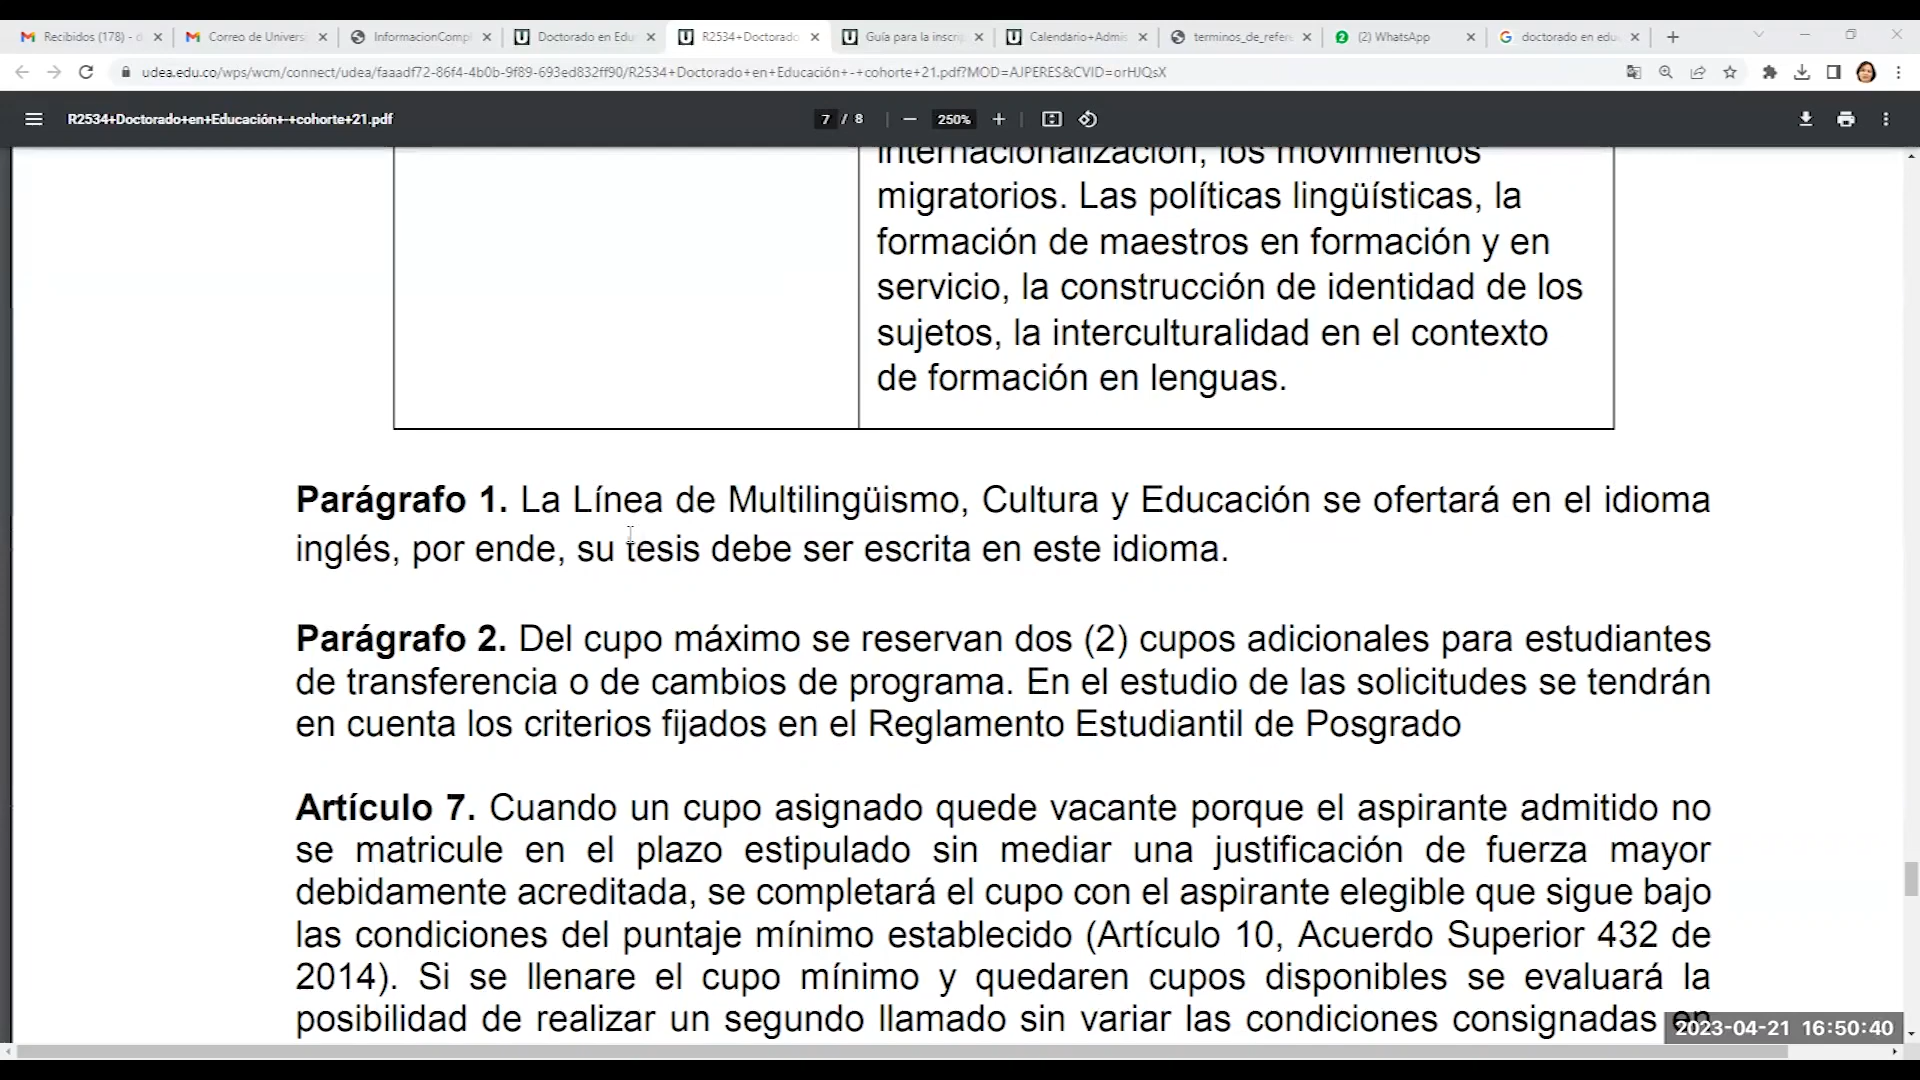 Recibidos (178) - d
Correo de Univers
InformacionCompl
Doctorado en Edu
R2534+Doctorado
Guía para la inscrip
Calendario+Admis
terminos_de_refere
(2) WhatsApp
doctorado en edu
udea.edu.co/wps/wcm/connect/udea/faaadf72-86f4-4b0b-9f89-693ed832ff90/R2534+Doctorado+en+Educación+-+cohorte+21.pdf?MOD=AJPERES&CVID=orHJQsX
R2534+Doctorado+en+Educación+-+cohorte+21.pdf
7 / 8
250%
internacionalización, los movimientos
migratorios. Las políticas lingüísticas, la
formación de maestros en formación y en
servicio, la construcción de identidad de los
sujetos, la interculturalidad en el contexto
de formación en lenguas.
Parágrafo 1. La Línea de Multilingüismo, Cultura y Educación se ofertará en el idioma
inglés, por ende, su tesis debe ser escrita en este idioma.
Parágrafo 2. Del cupo máximo se reservan dos (2) cupos adicionales para estudiantes
de transferencia o de cambios de programa. En el estudio de las solicitudes se tendrán
en cuenta los criterios fijados en el Reglamento Estudiantil de Posgrado
Artículo 7. Cuando un cupo asignado quede vacante porque el aspirante admitido no
se matricule en el plazo estipulado sin mediar una justificación de fuerza mayor
debidamente acreditada, se completará el cupo con el aspirante elegible que sigue bajo
las condiciones del puntaje mínimo establecido (Artículo 10, Acuerdo Superior 432 de
2014). Si se llenare el cupo mínimo y quedaren cupos disponibles se evaluará la
posibilidad de realizar un segundo llamado sin variar las condiciones consignadas en
2023-04-21 16:50:40